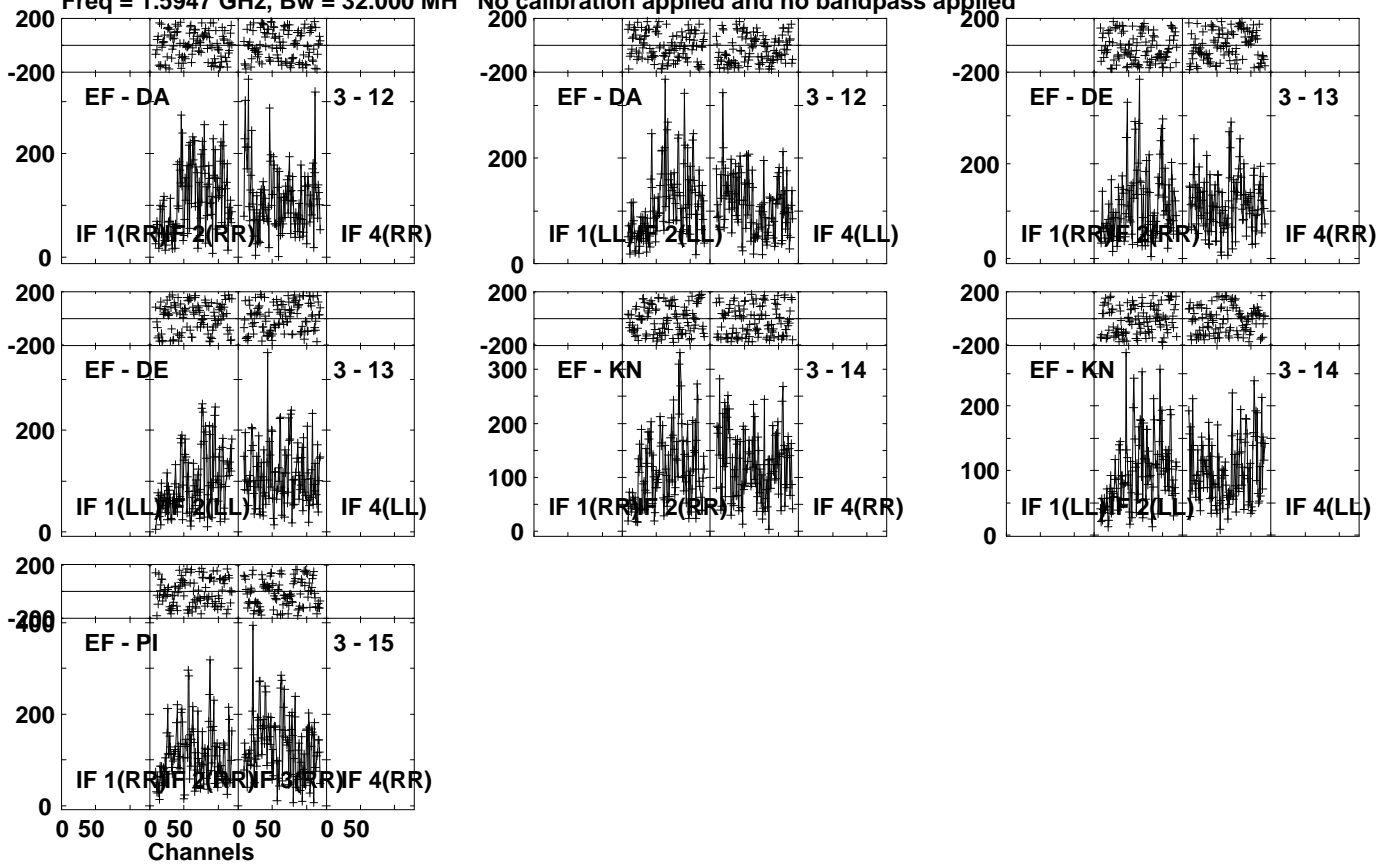 Freq = 1.5947 GHz, Bw = 32.000 MH No calibration applied and no bandpass applied
200
-200
EF - DA 3 - 12
200
IF 1(RR) IF 2(RR) IF 4(RR)
0
200
-200
EF - DA 3 - 12
200
IF 1(LL) IF 2(LL) IF 4(LL)
0
200
-200
EF - DE 3 - 13
200
IF 1(RR) IF 2(RR) IF 4(RR)
0
200
-200
EF - DE 3 - 13
200
IF 1(LL) IF 2(LL) IF 4(LL)
0
200
-200
300
EF - KN 3 - 14
200
100
IF 1(RR) IF 2(RR) IF 4(RR)
0
200
-200
EF - KN 3 - 14
200
100
IF 1(LL) IF 2(LL) IF 4(LL)
0
200
-200
400
EF - PI 3 - 15
200
IF 1(RR) IF 2(RR) IF 3(RR) IF 4(RR)
0
0 50 0 50 0 50 0 50
Channels